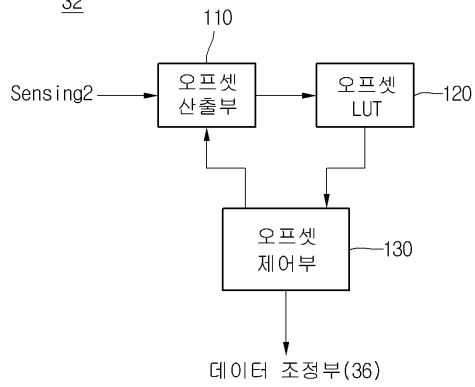 32
110
Sensing2
오프셋
산출부
오프셋
LUT
120
오프셋
제어부
130
데이터 조정부(36)